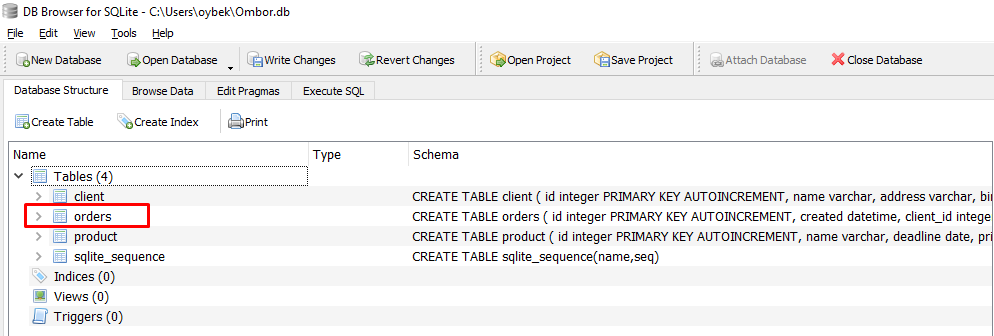 DB Browser for SQLite - C:\Users\oybek\Ombor.db
File Edit View Tools Help
New Database Open Database Write Changes Revert Changes Open Project Save Project Attach Database Close Database
Database Structure Browse Data Edit Pragmas Execute SQL
Create Table Create Index Print
Name Type Schema
Tables (4)
client CREATE TABLE client ( id integer PRIMARY KEY AUTOINCREMENT, name varchar, address varchar, bir
orders CREATE TABLE orders ( id integer PRIMARY KEY AUTOINCREMENT, created datetime, client_id intege
product CREATE TABLE product ( id integer PRIMARY KEY AUTOINCREMENT, name varchar, deadline date, pri
sqlite_sequence CREATE TABLE sqlite_sequence(name,seq)
Indices (0)
Views (0)
Triggers (0)